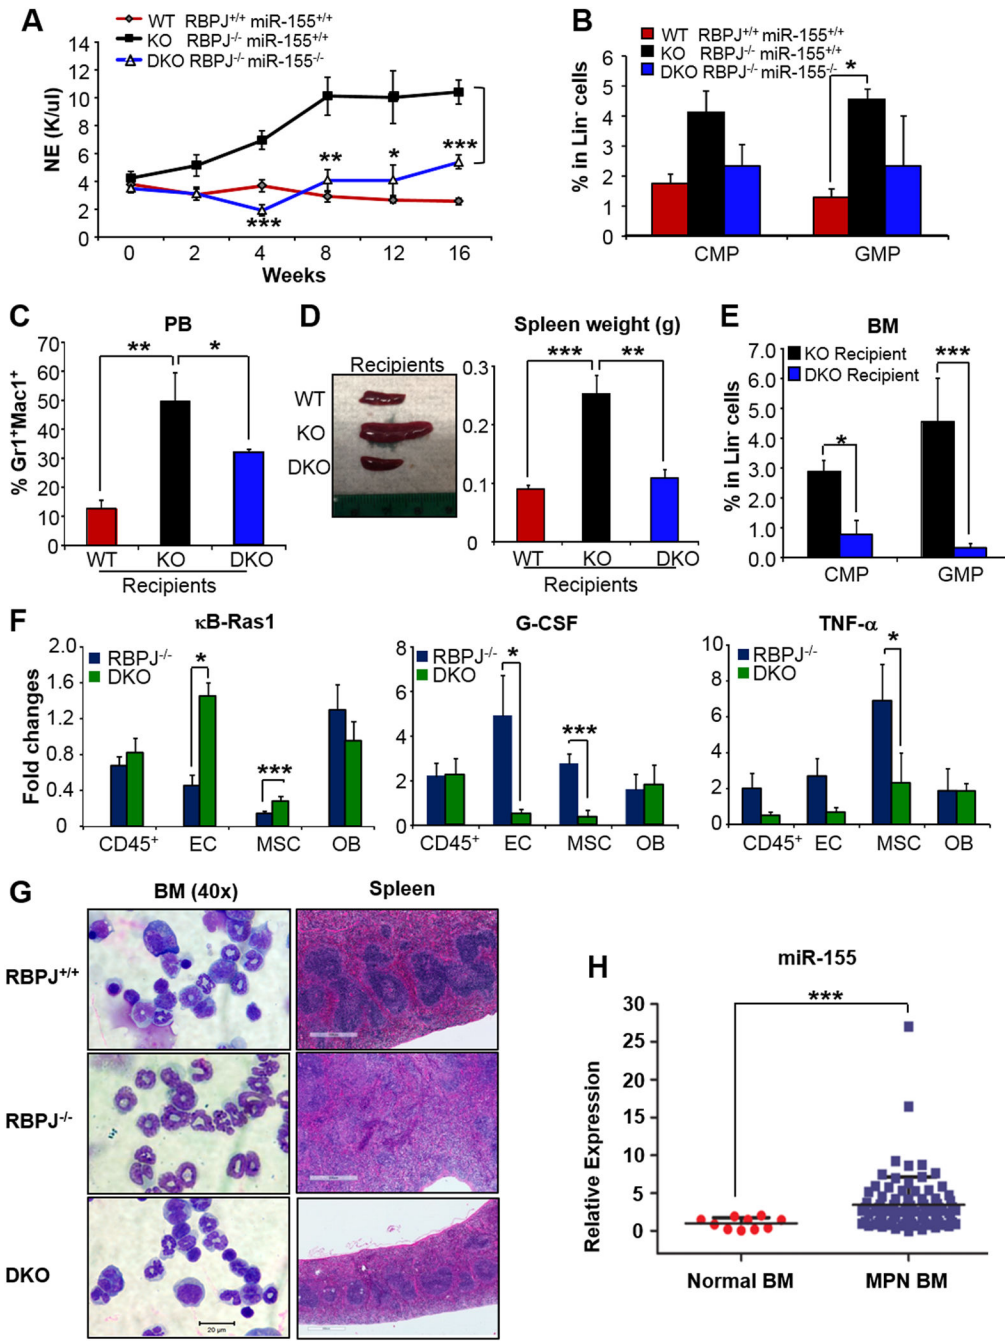 A
WT RBPJ+/+ miR-155+/+
KO RBPJ-/- miR-155+/+
DKO RBPJ-/- miR-155-/-
NE (K/ul)
14
12
10
8
6
4
2
0
***
**
*
***
0 2 4 8 12 16
Weeks
B
WT RBPJ+/+ miR-155+/+
KO RBPJ-/- miR-155+/+
DKO RBPJ-/- miR-155-/-
% in Lin- cells
6
5
4
3
2
1
0
*
CMP GMP
C
PB
% Gr1+Mac1+
70
60
50
40
30
20
10
0
** *
WT KO DKO
Recipients
D
Recipients
WT
KO
DKO
Spleen weight (g)
0.3
0.2
0.1
0
*** **
WT KO DKO
Recipients
E
BM
KO Recipient
DKO Recipient
% in Lin- cells
7.0
6.0
5.0
4.0
3.0
2.0
1.0
0.0
* ***
CMP GMP
F
κB-Ras1
RBPJ-/-
DKO
Fold changes
2.0
1.6
1.2
0.8
0.4
0
* ***
CD45+ EC MSC OB
G-CSF
RBPJ-/-
DKO
8
6
4
2
0
* ***
CD45+ EC MSC OB
TNF-α
RBPJ-/-
DKO
10
8
6
4
2
0
*
CD45+ EC MSC OB
G
BM (40x) Spleen
RBPJ+/+
RBPJ-/-
DKO
20 μm
H
miR-155
Relative Expression
30
25
20
15
10
5
0
***
Normal BM MPN BM